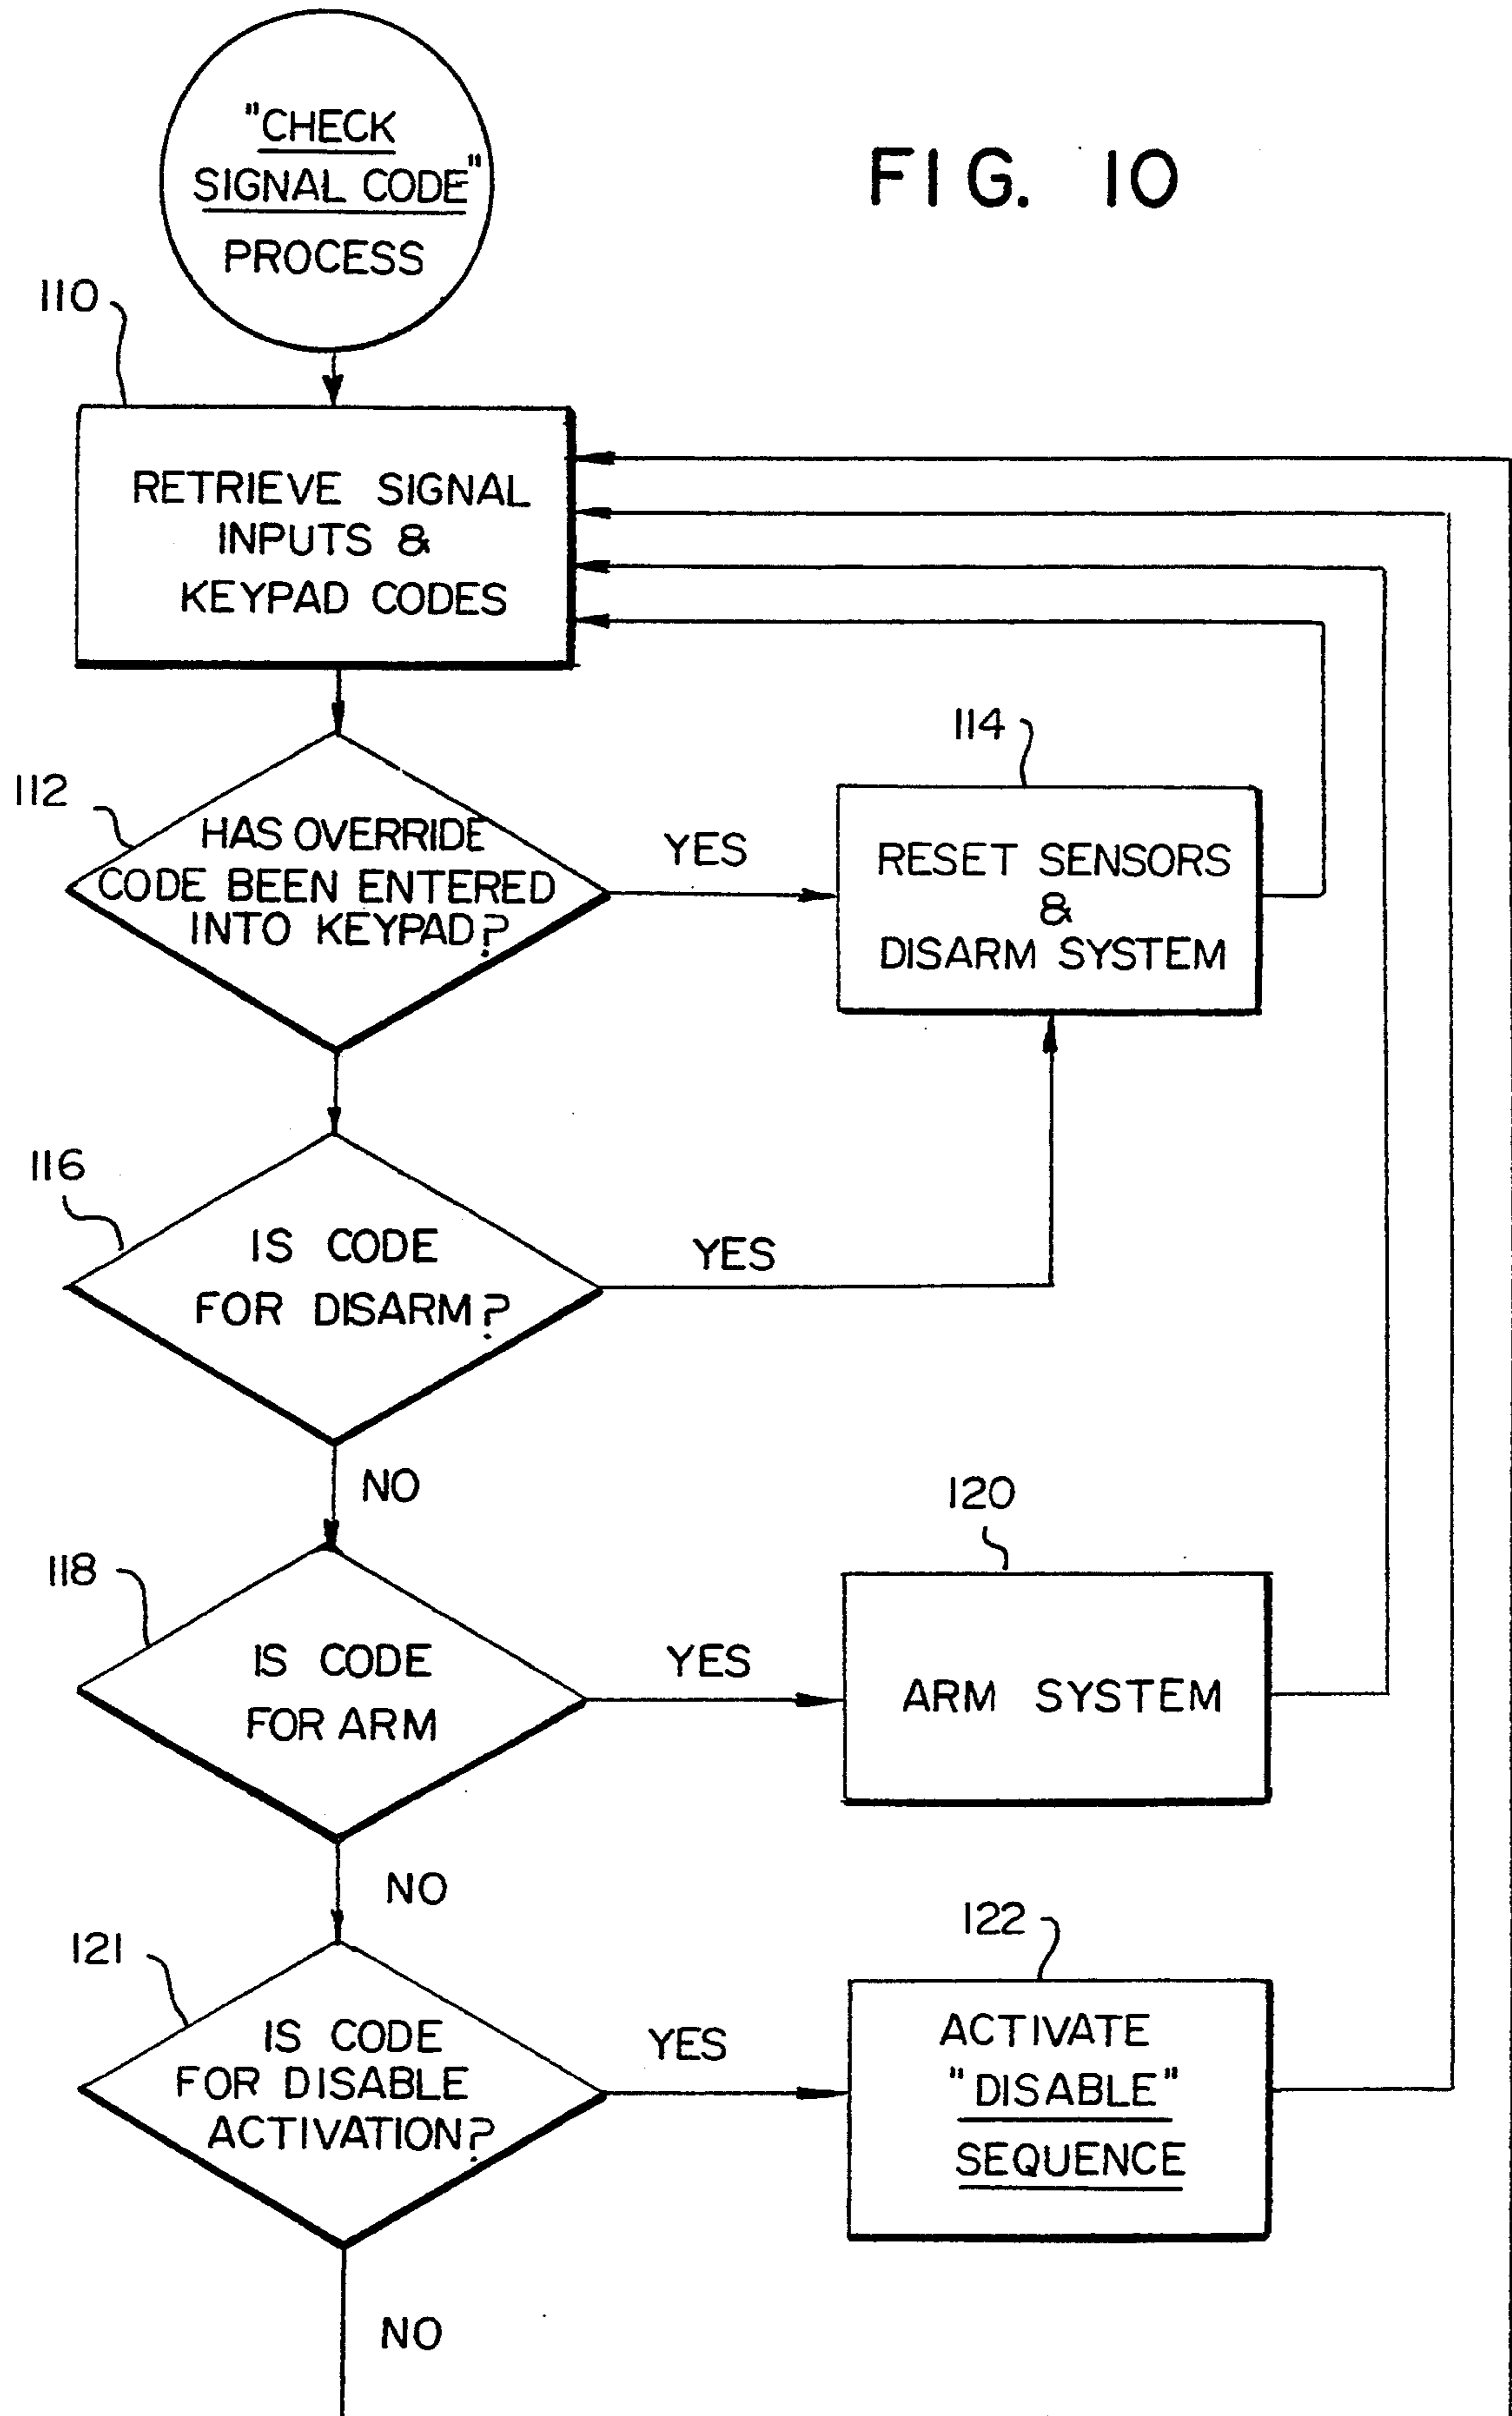 "CHECK
SIGNAL CODE"
PROCESS
FIG. 10
110
RETRIEVE SIGNAL
INPUTS &
KEYPAD CODES
112
HAS OVERRIDE
CODE BEEN ENTERED
INTO KEYPAD?
YES
114
RESET SENSORS
&
DISARM SYSTEM
116
IS CODE
FOR DISARM?
YES
NO
118
IS CODE
FOR ARM
YES
120
ARM SYSTEM
NO
121
IS CODE
FOR DISABLE
ACTIVATION?
YES
122
ACTIVATE
"DISABLE"
SEQUENCE
NO